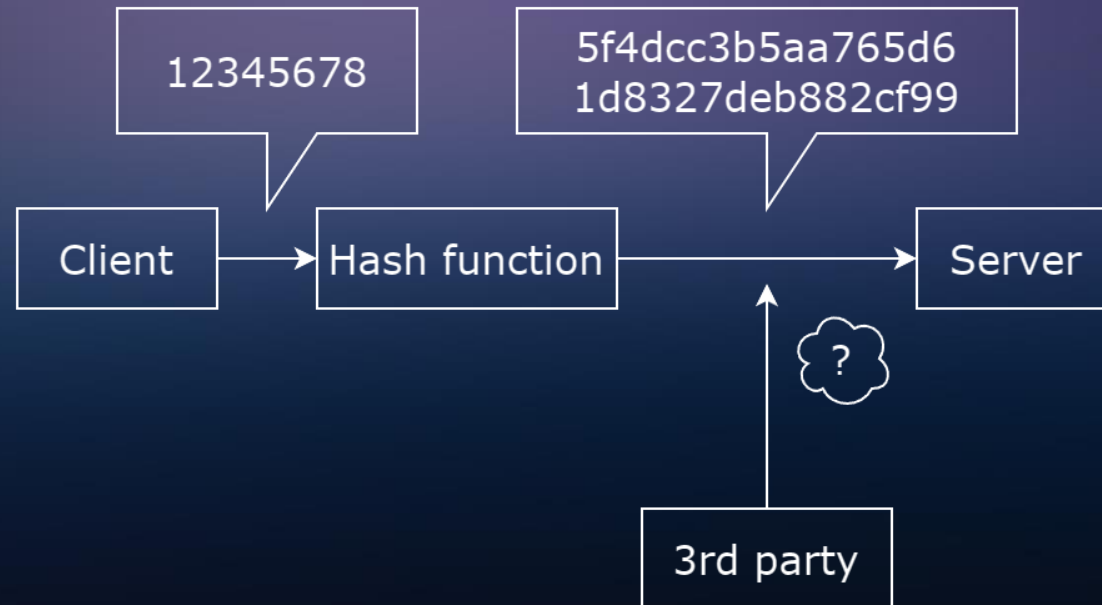 12345678
5f4dcc3b5aa765d6
1d8327deb882cf99
Client
Hash function
Server
?
3rd party